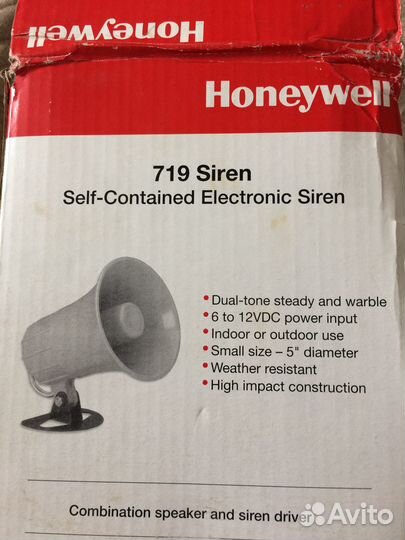 Honeywell
Honeywell
719 Siren
Self-Contained Electronic Siren
• Dual-tone steady and warble
• 6 to 12VDC power input
• Indoor or outdoor use
• Small size – 5" diameter
• Weather resistant
• High impact construction
Combination speaker and siren driver
Avito